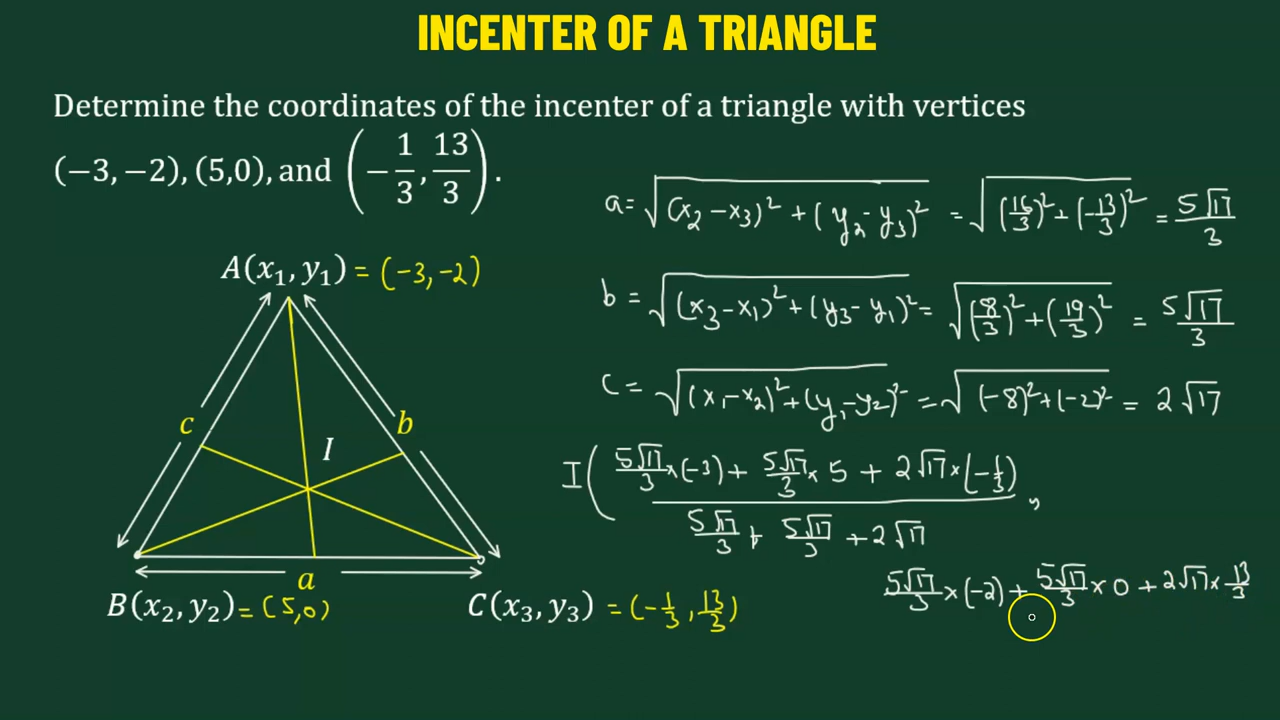 INCENTER OF A TRIANGLE
Determine the coordinates of the incenter of a triangle with vertices
(−3, −2), (5,0), and (−1/3, 13/3).
a = √((x₂ − x₃)² + (y₂ − y₃)²) = √((16/3)² + (−13/3)²) = 5√17/3
A(x₁, y₁) = (−3, −2)
b = √((x₃ − x₁)² + (y₃ − y₁)²) = √((8/3)² + (19/3)²) = 5√17/3
c = √((x₁ − x₂)² + (y₁ − y₂)²) = √((−8)² + (−2)²) = 2√17
c
b
I
I( (5√17/3 × (−3) + 5√17/3 × 5 + 2√17 × (−1/3)) / (5√17/3 + 5√17/3 + 2√17) ,
a
5√17/3 × (−2) + 5√17/3 × 0 + 2√17 × 13/3
B(x₂, y₂) = (5,0)
C(x₃, y₃) = (−1/3, 13/3)